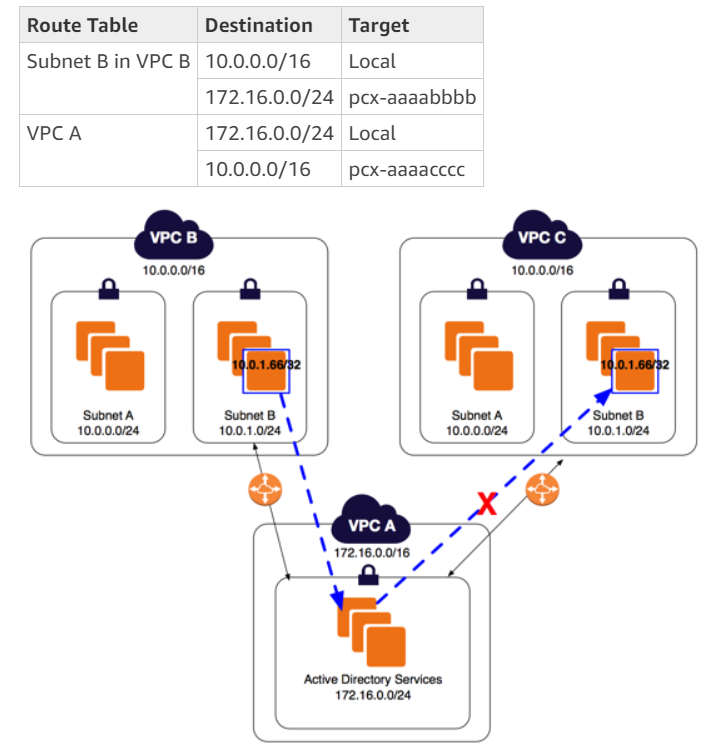 Route Table Destination Target
Subnet B in VPC B 10.0.0.0/16 Local
172.16.0.0/24 pcx-aaaabbbb
VPC A 172.16.0.0/24 Local
10.0.0.0/16 pcx-aaaacccc
VPC B
10.0.0.0/16
10.0.1.66/32
Subnet A
10.0.0.0/24
Subnet B
10.0.1.0/24
VPC C
10.0.0.0/16
10.0.1.66/32
Subnet A
10.0.0.0/24
Subnet B
10.0.1.0/24
X
VPC A
172.16.0.0/16
Active Directory Services
172.16.0.0/24